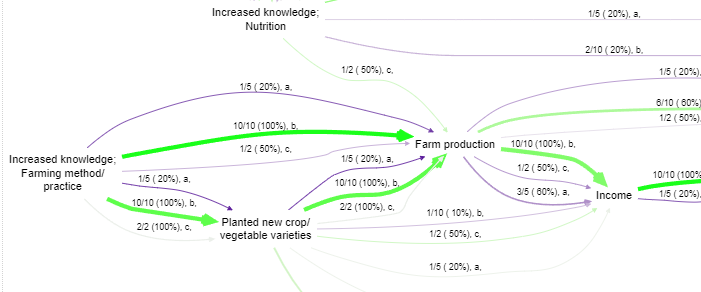 Increased knowledge;
Nutrition
1/5 ( 20%), a,
2/10 ( 20%), b,
1/2 ( 50%), c,
1/5 ( 20%),
1/5 ( 20%), a,
6/10 ( 60%)
1/2 ( 50%),
10/10 (100%), b,
Farm production
10/10 (100%), b,
1/2 ( 50%), c,
Increased knowledge;
Farming method/
practice
1/5 ( 20%), a,
1/2 ( 50%), c,
1/5 ( 20%), a,
10/10 (100%), b,
3/5 ( 60%), a,
Income
10/10 (100%
1/5 ( 20%),
10/10 (100%), b,
2/2 (100%), c,
2/2 (100%), c,
Planted new crop/
vegetable varieties
1/10 ( 10%), b,
1/2 ( 50%), c,
1/5 ( 20%), a,